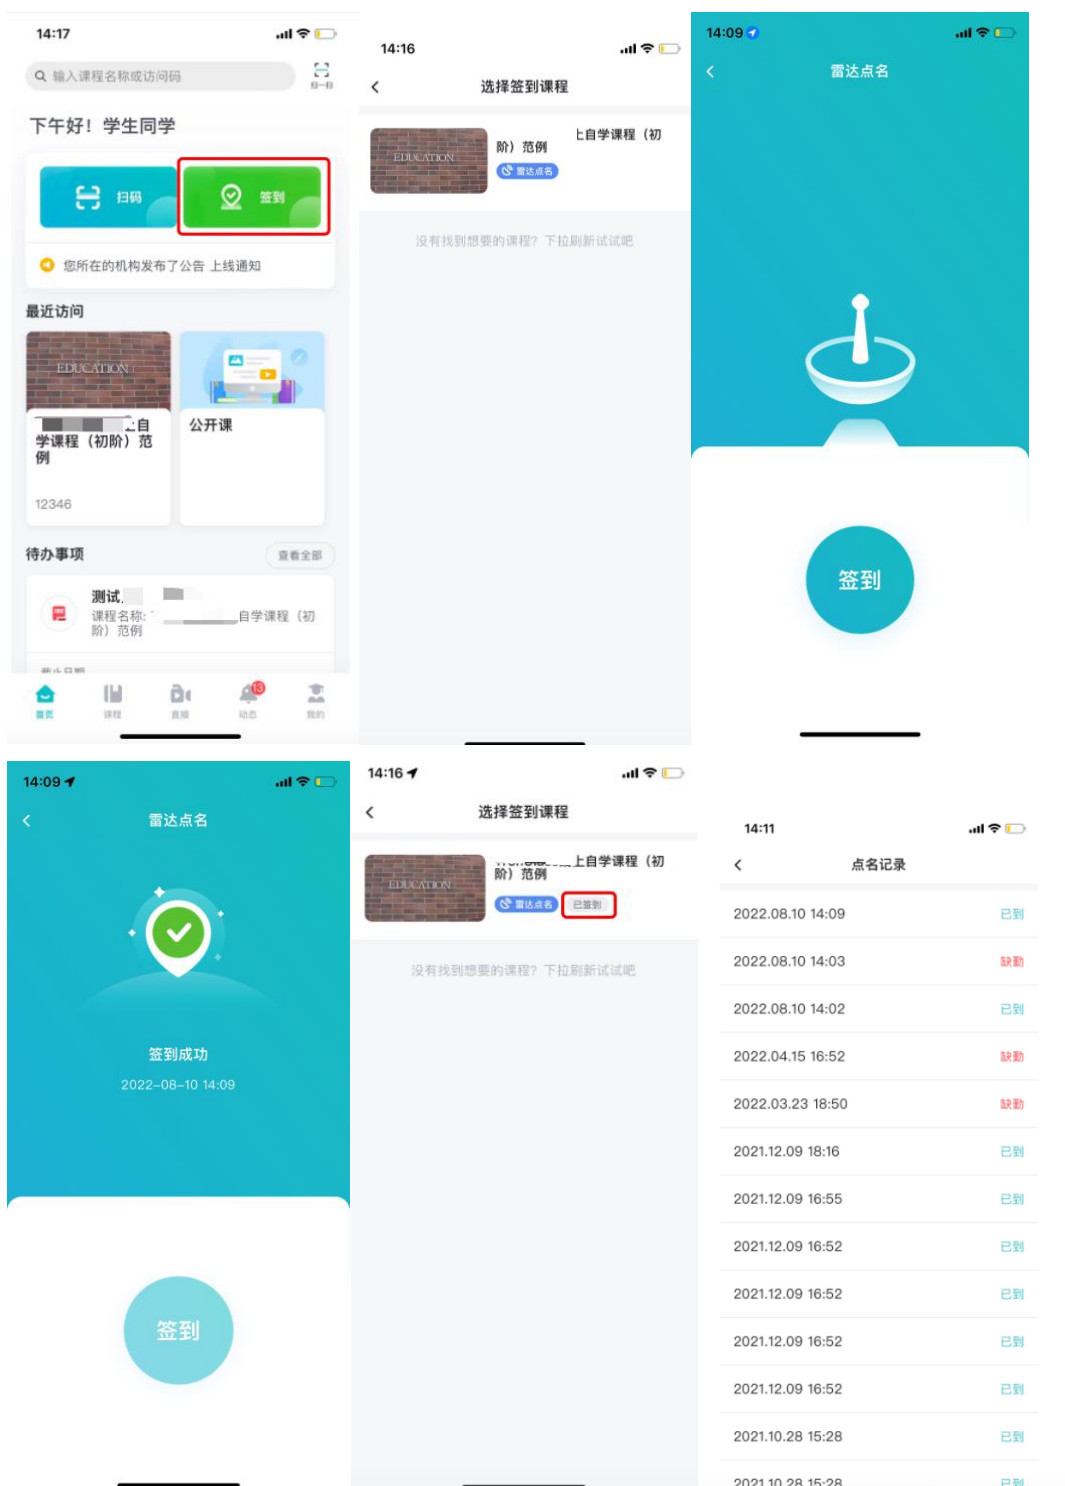 14:17
输入课程名称或访问码
扫一扫
下午好！学生同学
扫码
签到
您所在的机构发布了公告 上线通知
最近访问
EDUCATION
自
学课程（初阶）范
例
12346
公开课
待办事项
查看全部
测试
课程名称:
自学课程（初
阶）范例
截止日期
首页
课程
直播
13
动态
我的
14:16
选择签到课程
EDUCATION
上自学课程（初
阶）范例
雷达点名
没有找到想要的课程？下拉刷新试试吧
14:09
雷达点名
签到
14:09
雷达点名
签到成功
2022-08-10 14:09
签到
14:16
选择签到课程
EDUCATION
上自学课程（初
阶）范例
雷达点名
已签到
没有找到想要的课程？下拉刷新试试吧
14:11
点名记录
2022.08.10 14:09 已到
2022.08.10 14:03 缺勤
2022.08.10 14:02 已到
2022.04.15 16:52 缺勤
2022.03.23 18:50 缺勤
2021.12.09 18:16 已到
2021.12.09 16:55 已到
2021.12.09 16:52 已到
2021.12.09 16:52 已到
2021.12.09 16:52 已到
2021.12.09 16:52 已到
2021.10.28 15:28 已到
2021.10.28 15:28 已到